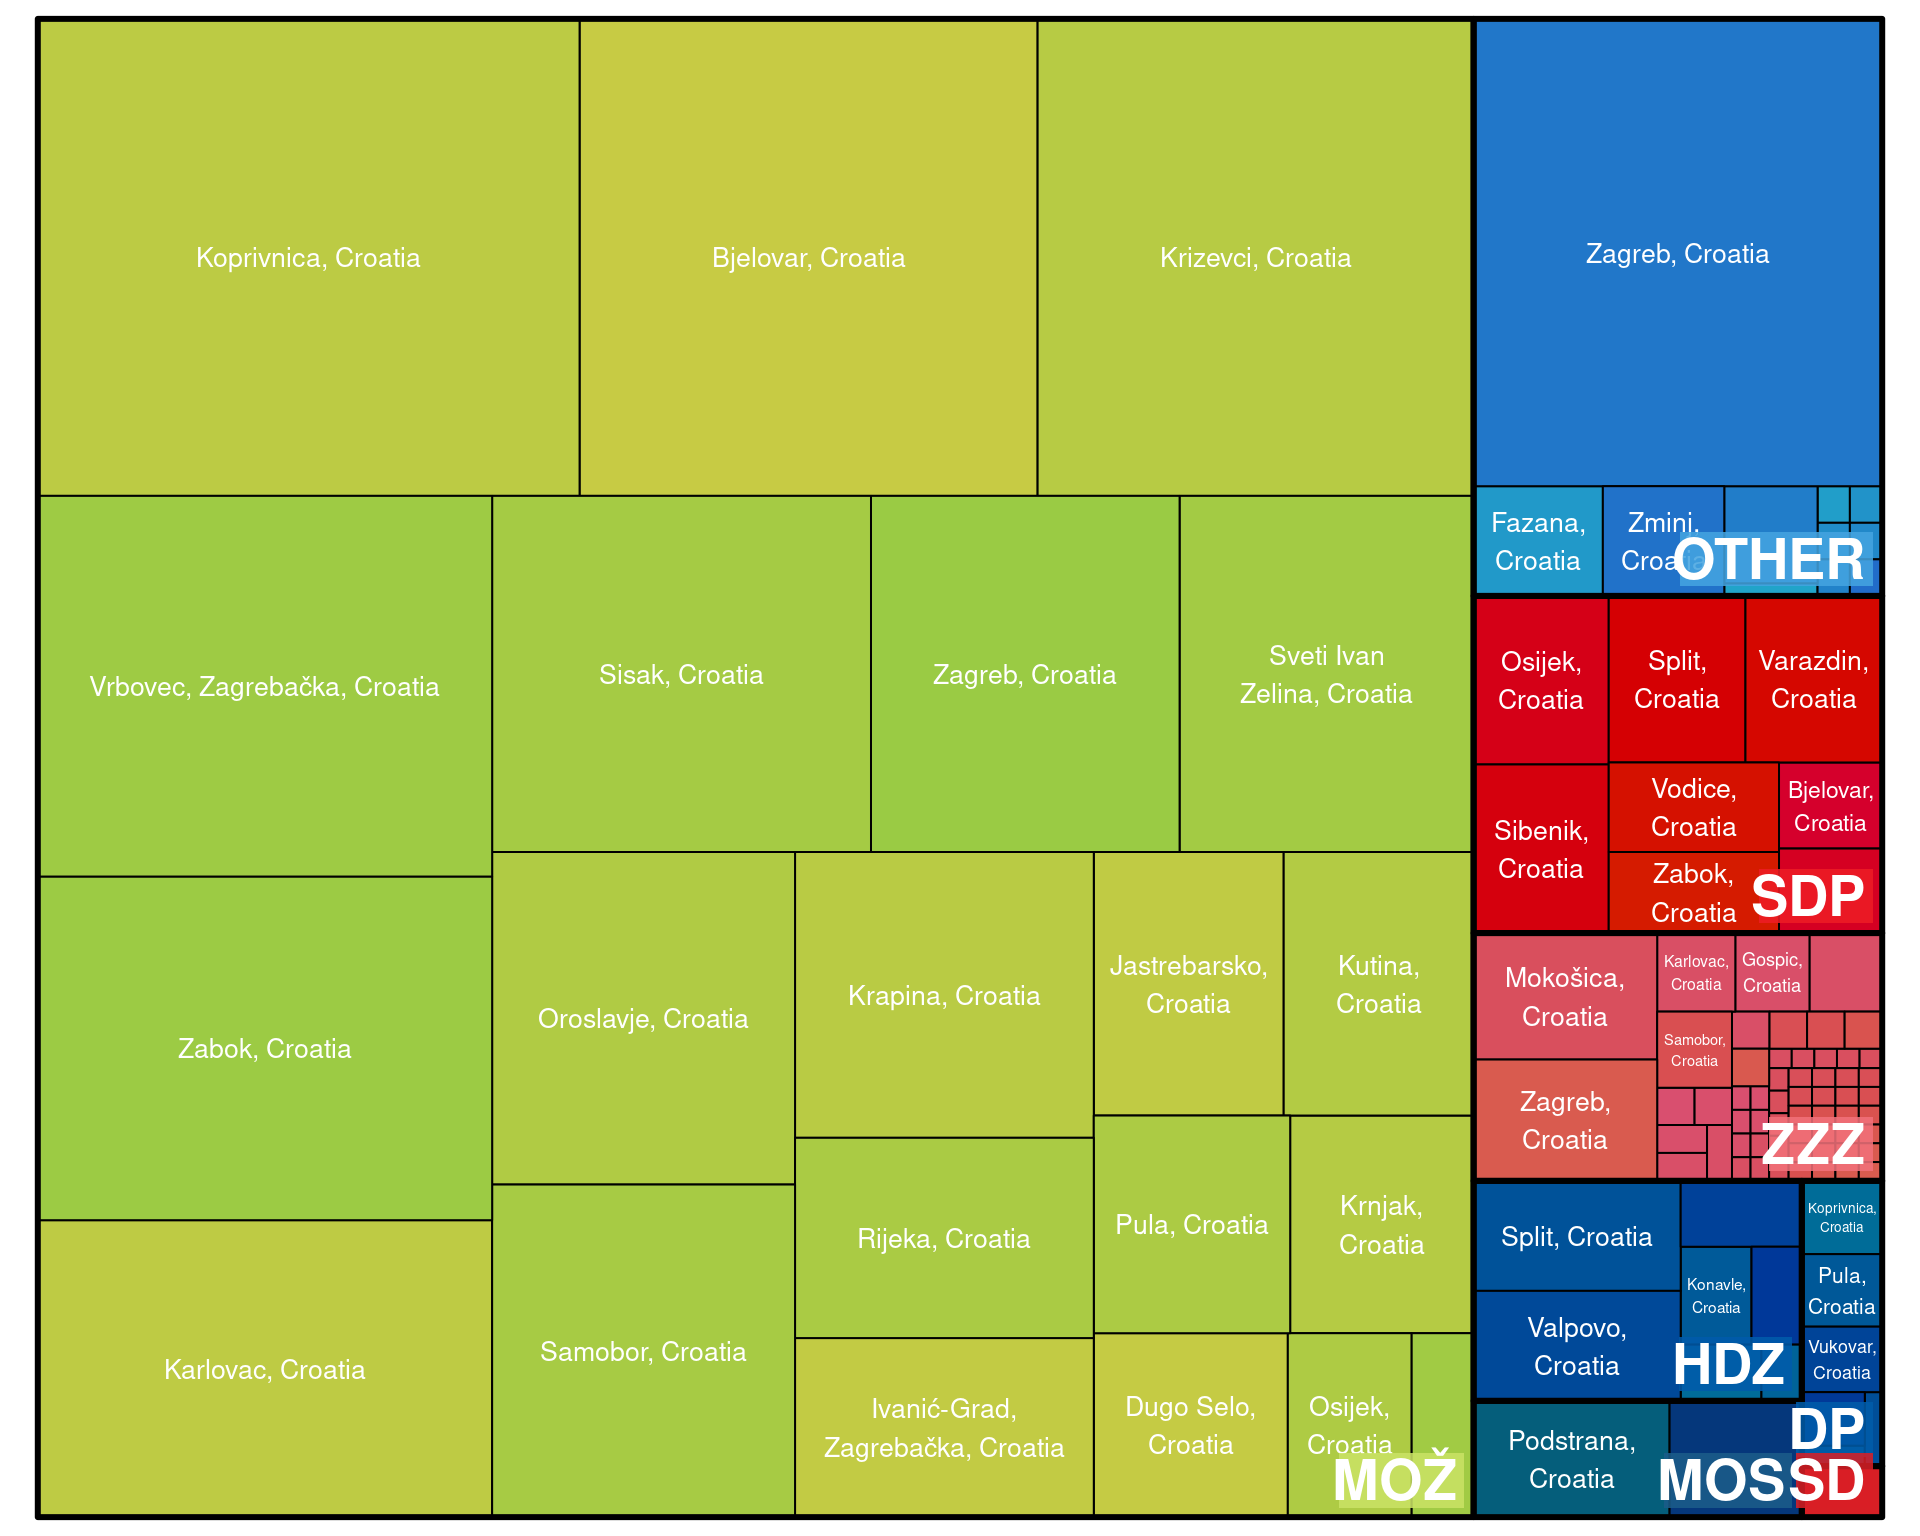 Koprivnica, Croatia
Bjelovar, Croatia
Krizevci, Croatia
Vrbovec, Zagrebačka, Croatia
Sisak, Croatia
Zagreb, Croatia
Sveti Ivan
Zelina, Croatia
Zabok, Croatia
Karlovac, Croatia
Oroslavje, Croatia
Krapina, Croatia
Jastrebarsko,
Croatia
Kutina,
Croatia
Samobor, Croatia
Rijeka, Croatia
Pula, Croatia
Krnjak,
Croatia
Ivanić-Grad,
Zagrebačka, Croatia
Dugo Selo,
Croatia
Osijek,
Croatia
MOŽ
Zagreb, Croatia
Fazana,
Croatia
Zmini,
Croatia
OTHER
Osijek,
Croatia
Split,
Croatia
Varazdin,
Croatia
Sibenik,
Croatia
Vodice,
Croatia
Bjelovar,
Croatia
Zabok,
Croatia
SDP
Mokošica,
Croatia
Karlovac,
Croatia
Gospic,
Croatia
Samobor,
Croatia
Zagreb,
Croatia
ZZZ
Split, Croatia
Konavle,
Croatia
Valpovo,
Croatia
HDZ
Koprivnica,
Croatia
Pula,
Croatia
Vukovar,
Croatia
DP
Podstrana,
Croatia
MOS
SD